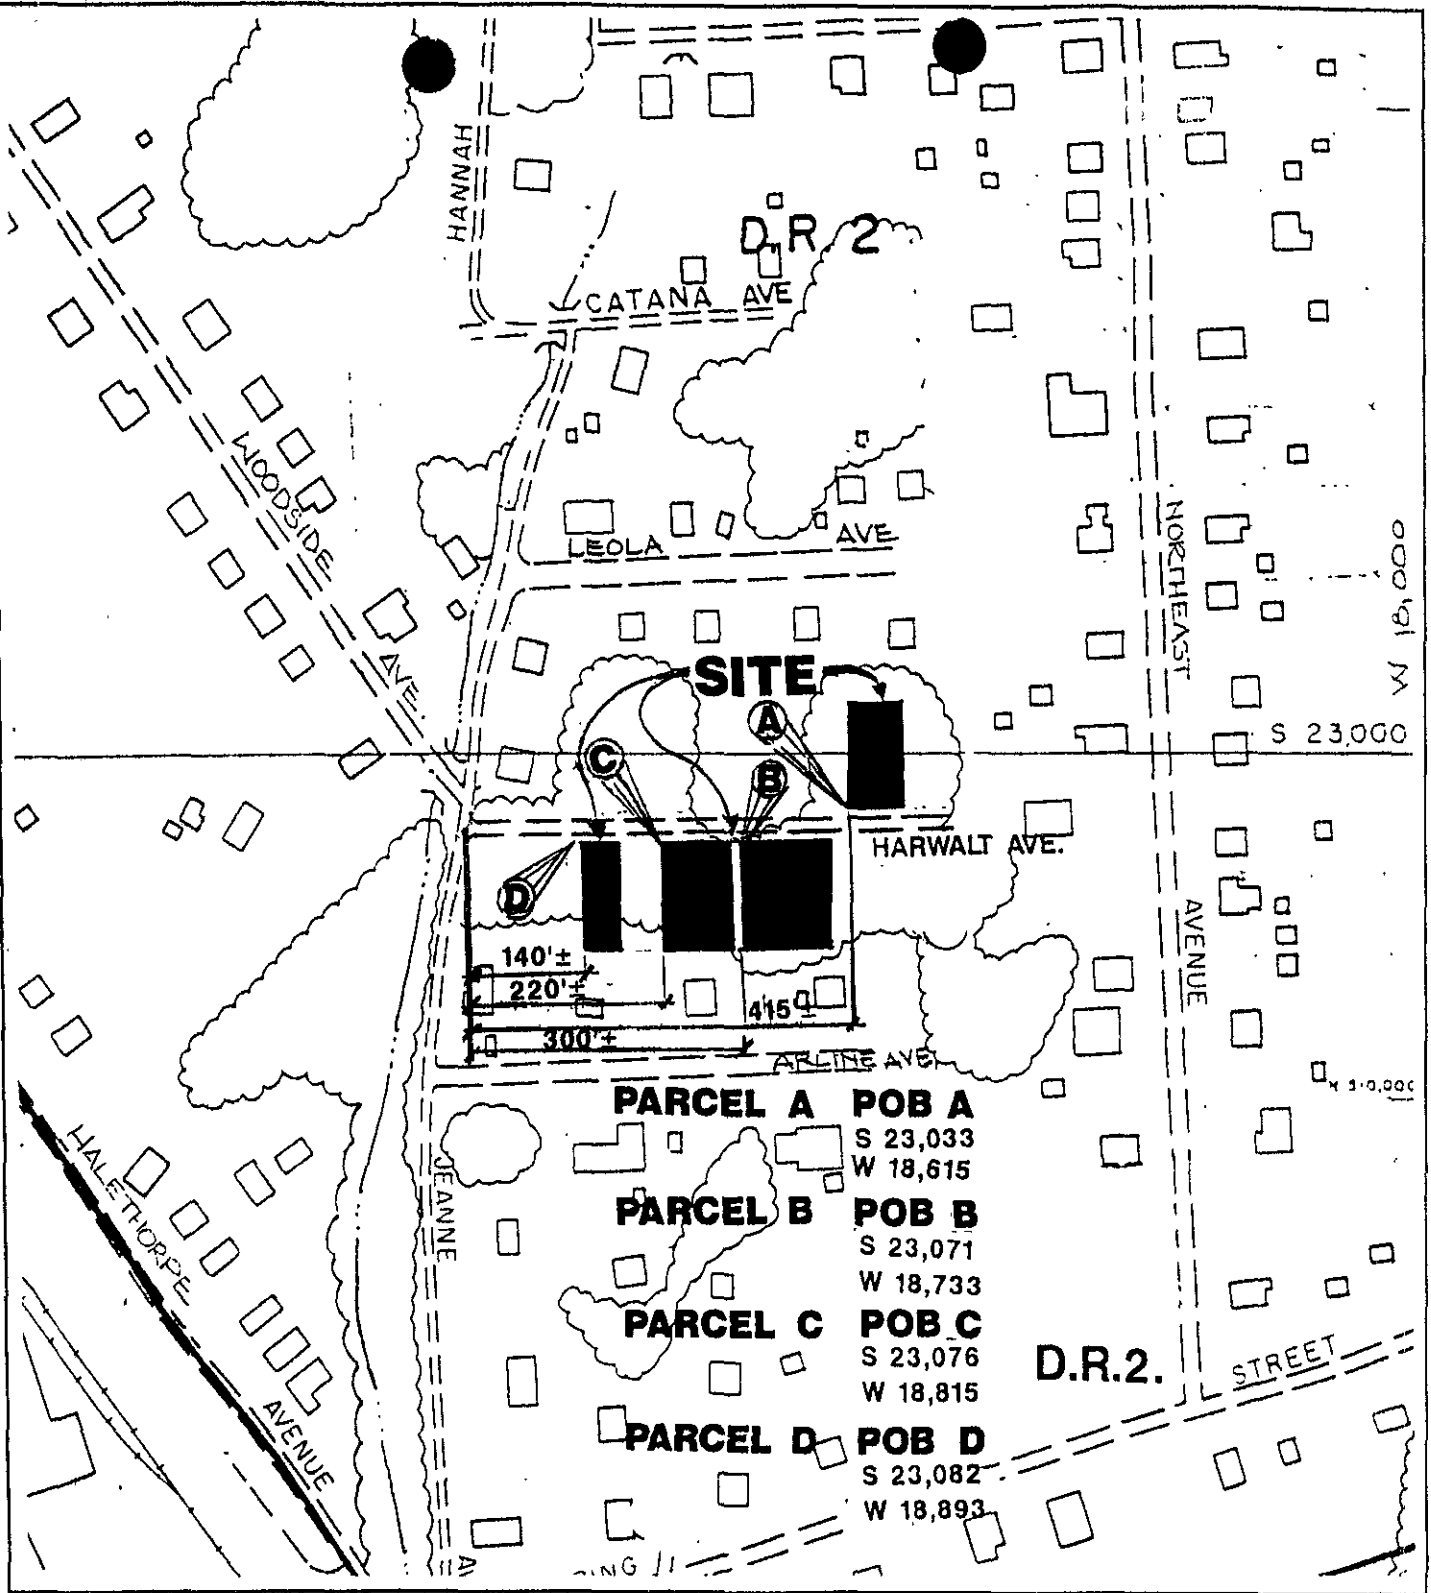 HANNAH
D.R.2
CATANA AVE
WOODSIDE
AVE.
LEOLA AVE
NORTHEAST
AVENUE
W 18,000
SITE
A
S 23,000
C
B
HARWALT AVE.
D
140'±
220'±
415'±
300'±
ARLINE AVE
PARCEL A POB A
S 23,033
W 18,615
HALETHORPE
AVENUE
JEANNE
PARCEL B POB B
S 23,071
W 18,733
PARCEL C POB C
S 23,076
W 18,815
D.R.2.
STREET
PARCEL D POB D
S 23,082
W 18,893